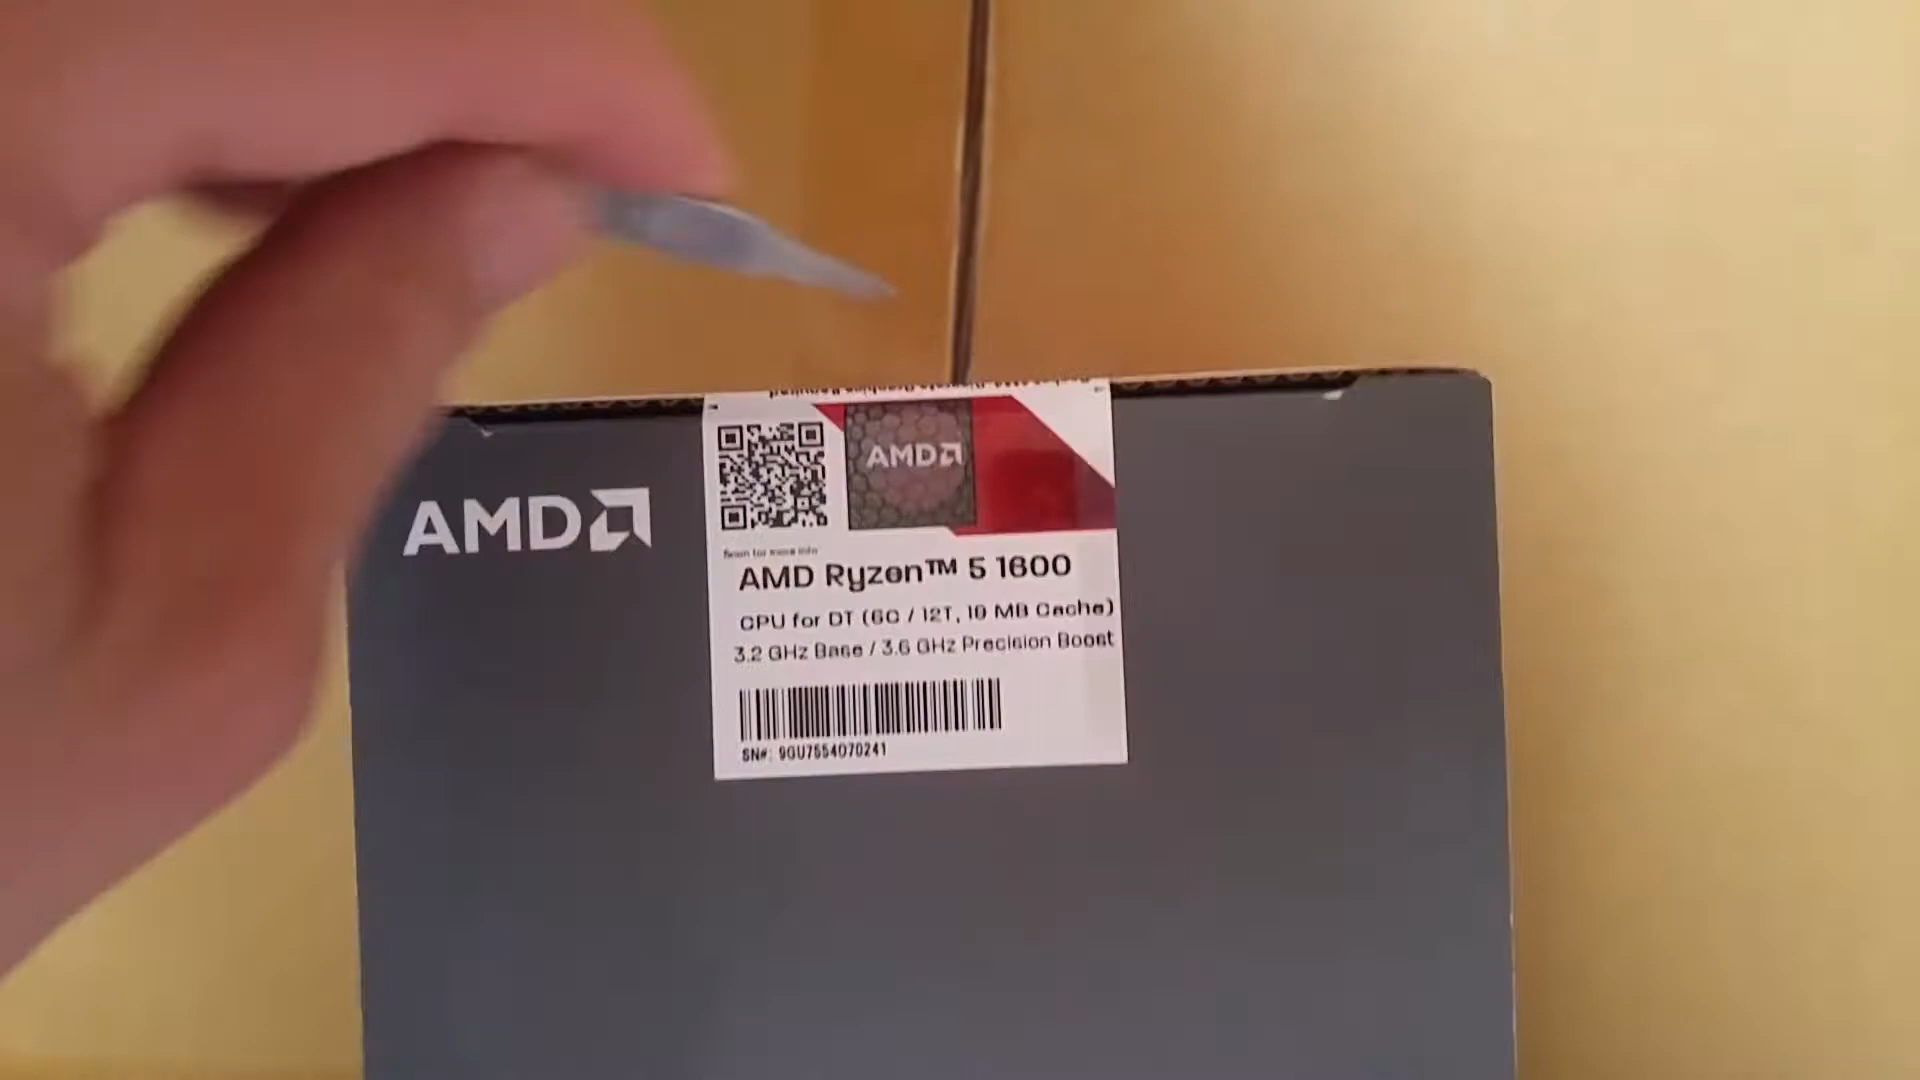 AMD
AMD
Scan for more info
AMD Ryzen™ 5 1600
CPU for DT (6C / 12T, 19 MB Cache)
3.2 GHz Base / 3.6 GHz Precision Boost
SN#: 9GU7554070241